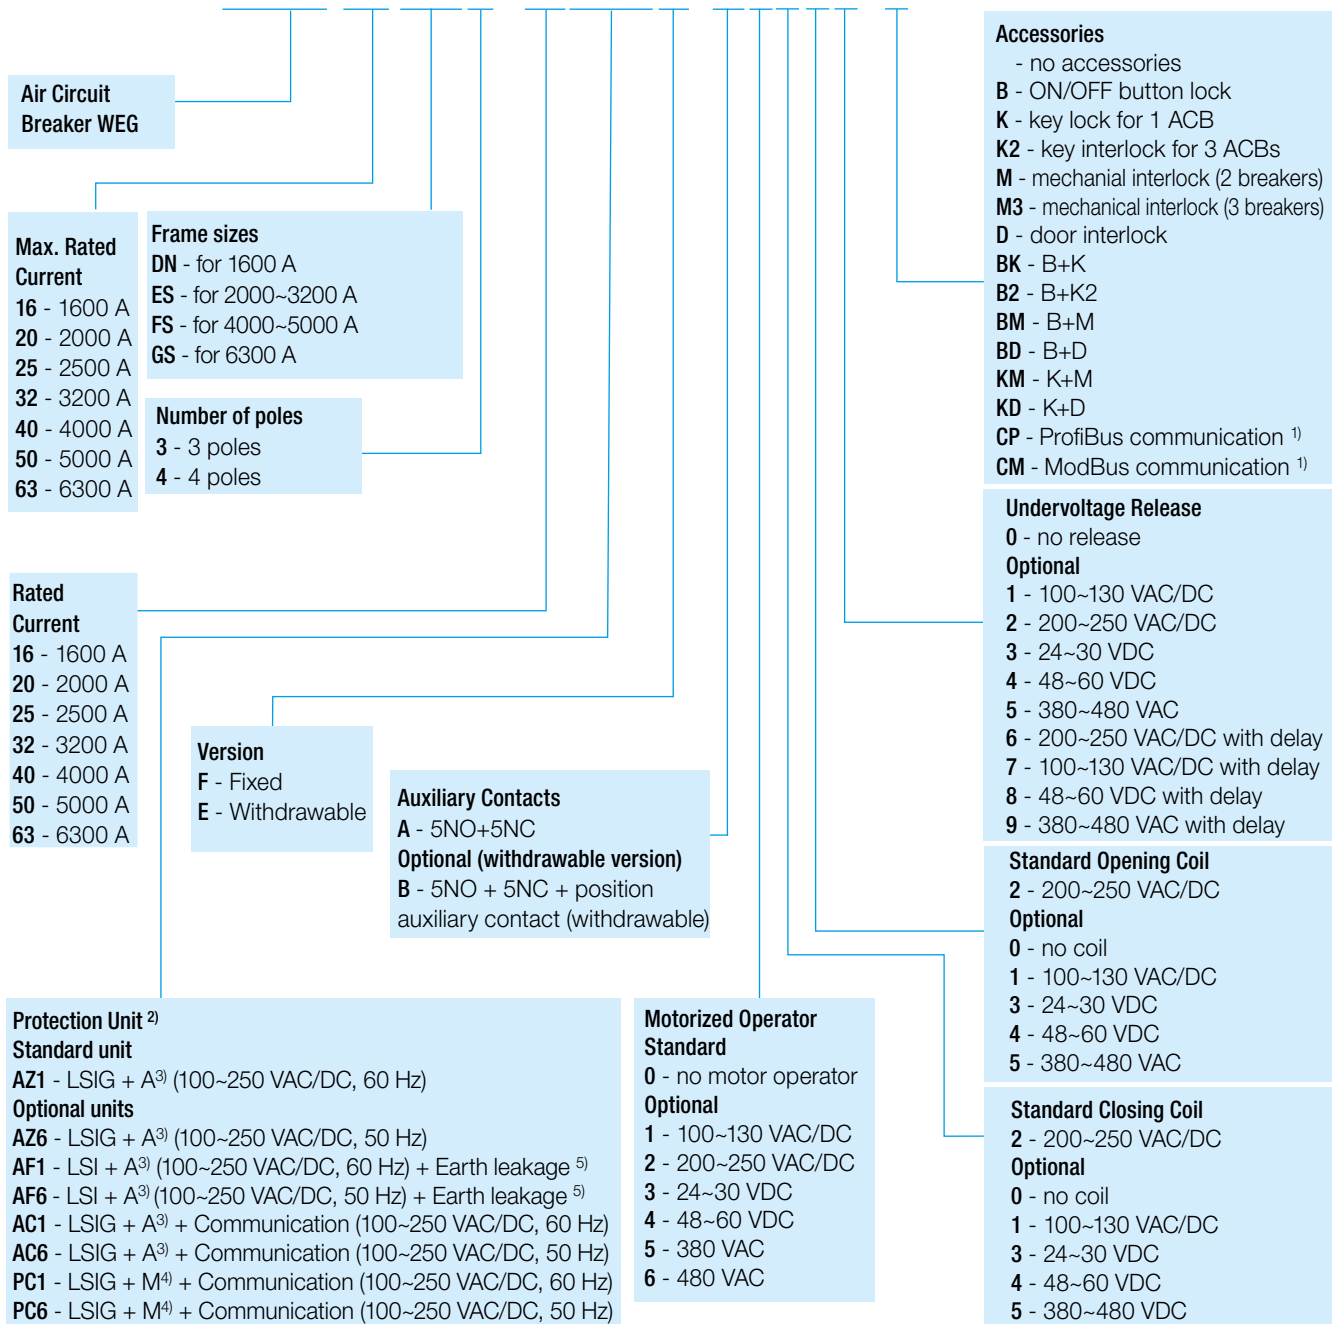 Air Circuit
Breaker WEG
Max. Rated
Current
16 - 1600 A
20 - 2000 A
25 - 2500 A
32 - 3200 A
40 - 4000 A
50 - 5000 A
63 - 6300 A
Frame sizes
DN - for 1600 A
ES - for 2000~3200 A
FS - for 4000~5000 A
GS - for 6300 A
Number of poles
3 - 3 poles
4 - 4 poles
Rated
Current
16 - 1600 A
20 - 2000 A
25 - 2500 A
32 - 3200 A
40 - 4000 A
50 - 5000 A
63 - 6300 A
Version
F - Fixed
E - Withdrawable
Auxiliary Contacts
A - 5NO+5NC
Optional (withdrawable version)
B - 5NO + 5NC + position
auxiliary contact (withdrawable)
Protection Unit 2)
Standard unit
AZ1 - LSIG + A3) (100~250 VAC/DC, 60 Hz)
Optional units
AZ6 - LSIG + A3) (100~250 VAC/DC, 50 Hz)
AF1 - LSI + A3) (100~250 VAC/DC, 60 Hz) + Earth leakage 5)
AF6 - LSI + A3) (100~250 VAC/DC, 50 Hz) + Earth leakage 5)
AC1 - LSIG + A3) + Communication (100~250 VAC/DC, 60 Hz)
AC6 - LSIG + A3) + Communication (100~250 VAC/DC, 50 Hz)
PC1 - LSIG + M4) + Communication (100~250 VAC/DC, 60 Hz)
PC6 - LSIG + M4) + Communication (100~250 VAC/DC, 50 Hz)
Motorized Operator
Standard
0 - no motor operator
Optional
1 - 100~130 VAC/DC
2 - 200~250 VAC/DC
3 - 24~30 VDC
4 - 48~60 VDC
5 - 380 VAC
6 - 480 VAC
Accessories
- no accessories
B - ON/OFF button lock
K - key lock for 1 ACB
K2 - key interlock for 3 ACBs
M - mechanial interlock (2 breakers)
M3 - mechanical interlock (3 breakers)
D - door interlock
BK - B+K
B2 - B+K2
BM - B+M
BD - B+D
KM - K+M
KD - K+D
CP - ProfiBus communication 1)
CM - ModBus communication 1)
Undervoltage Release
0 - no release
Optional
1 - 100~130 VAC/DC
2 - 200~250 VAC/DC
3 - 24~30 VDC
4 - 48~60 VDC
5 - 380~480 VAC
6 - 200~250 VAC/DC with delay
7 - 100~130 VAC/DC with delay
8 - 48~60 VDC with delay
9 - 380~480 VAC with delay
Standard Opening Coil
2 - 200~250 VAC/DC
Optional
0 - no coil
1 - 100~130 VAC/DC
3 - 24~30 VDC
4 - 48~60 VDC
5 - 380~480 VAC
Standard Closing Coil
2 - 200~250 VAC/DC
Optional
0 - no coil
1 - 100~130 VAC/DC
3 - 24~30 VDC
4 - 48~60 VDC
5 - 380~480 VDC